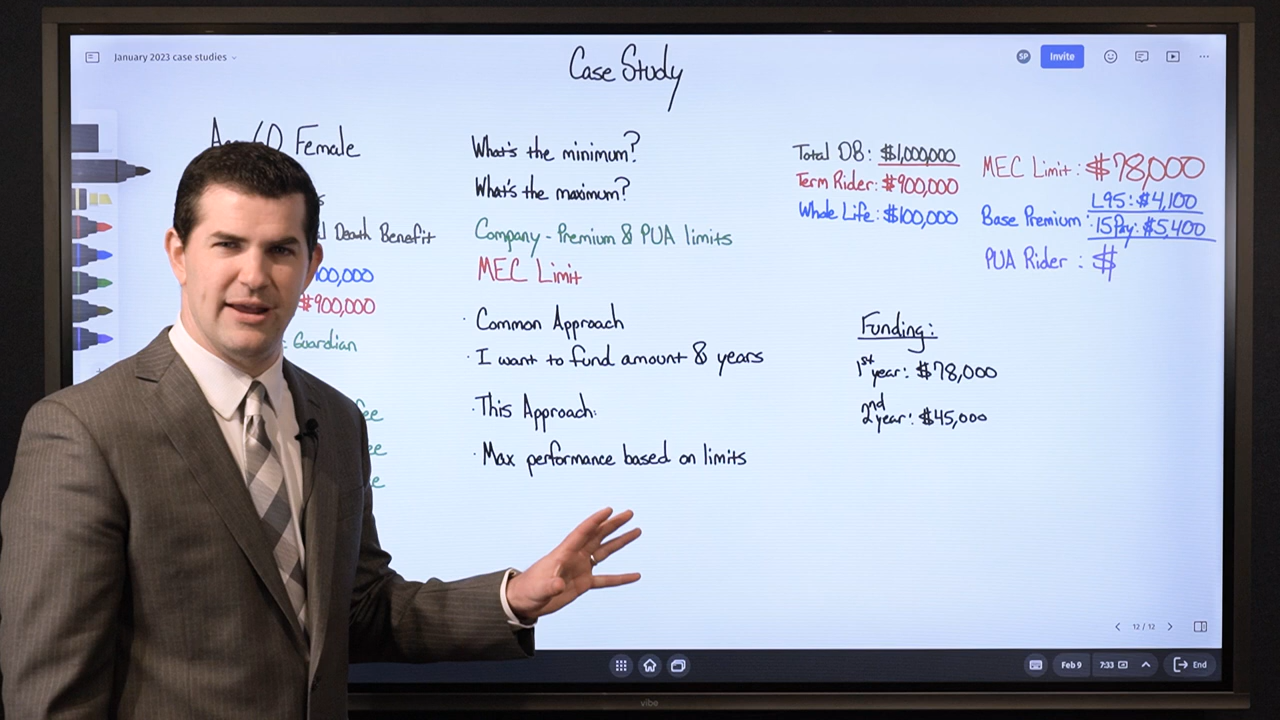 January 2023 case studies
SP
Invite
Case Study
Female
Death Benefit
$900,000
: Guardian
What's the minimum?
What's the maximum?
Company - Premium & PUA limits
MEC Limit
· Common Approach
· I want to fund amount 8 years
· This Approach:
· Max performance based on limits
Total DB: $1,000,000
Term Rider: $900,000
Whole Life: $100,000
MEC Limit: $78,000
L95: $4,100
Base Premium: 15 Pay: $5,400
PUA Rider: $
Funding:
1st year: $78,000
2nd year: $45,000
12 / 12
Feb 9
7:33
End
vibe